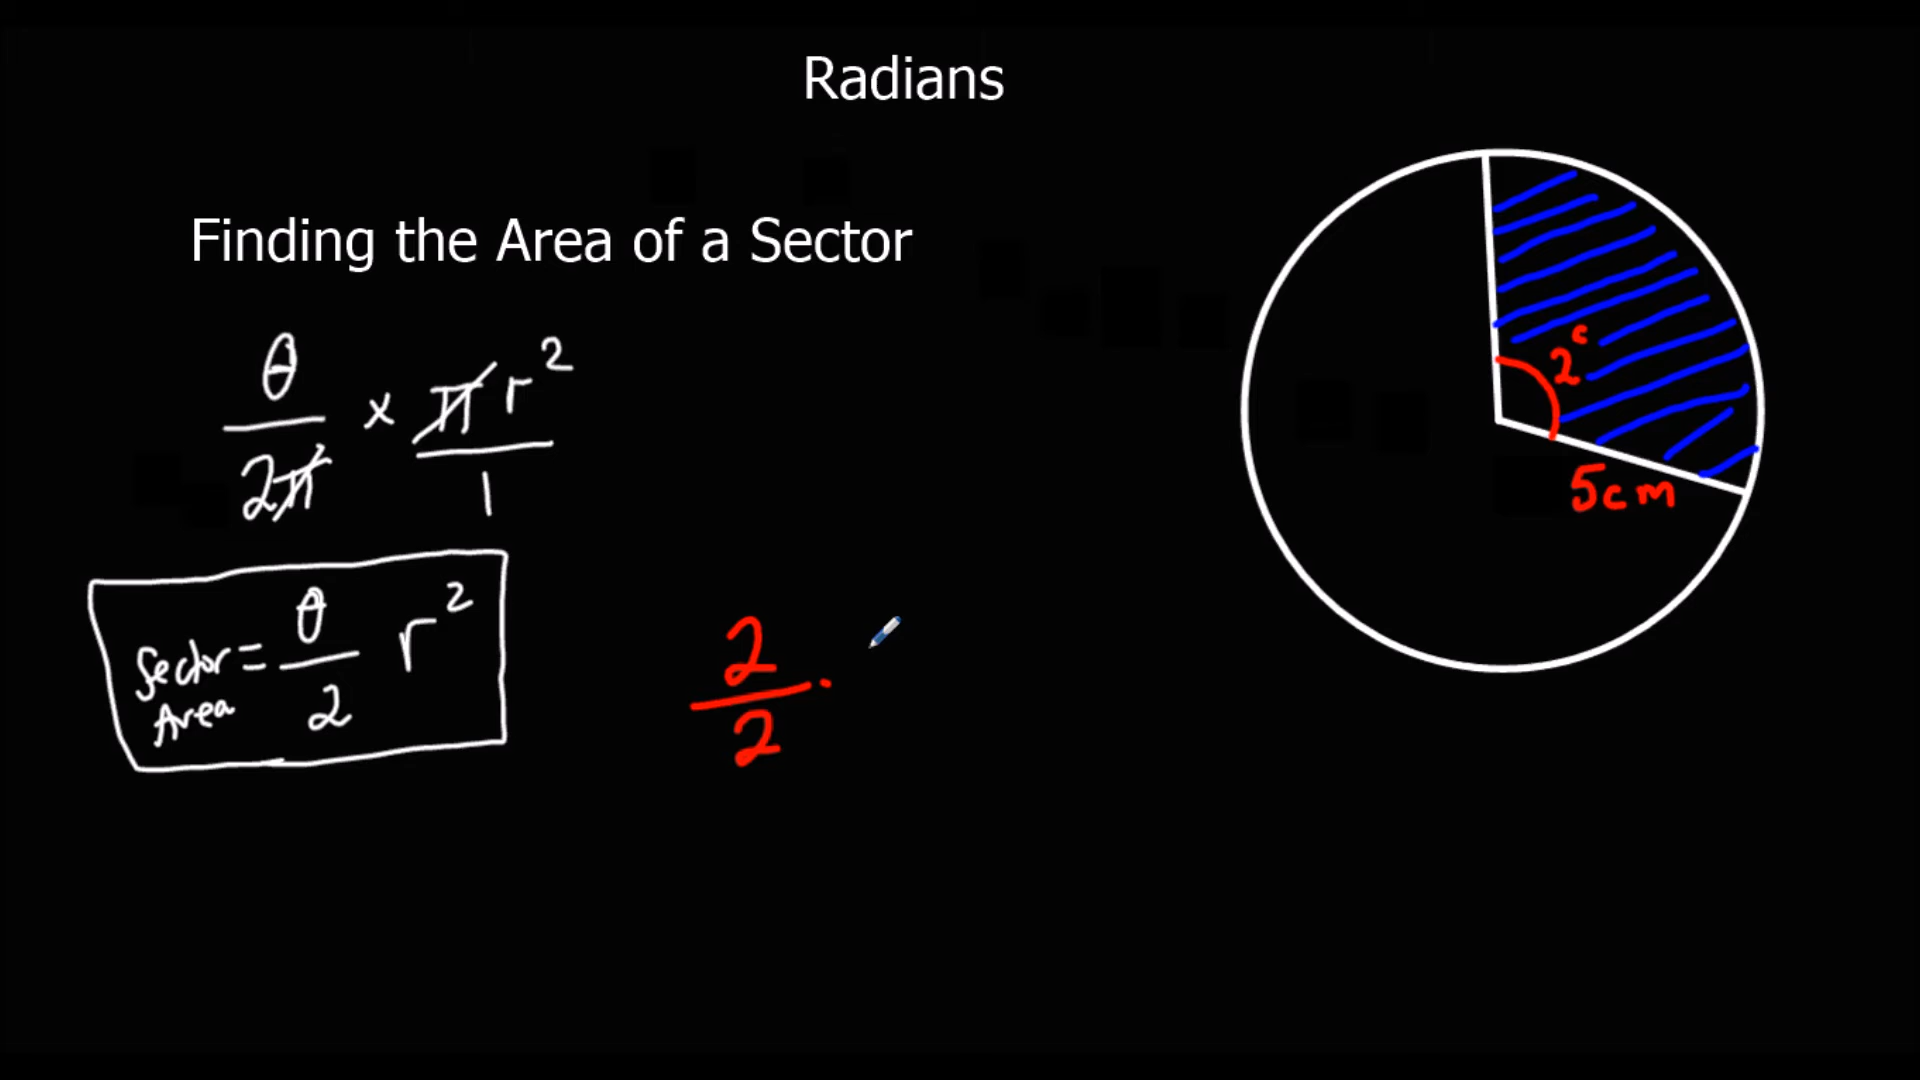 Radians
Finding the Area of a Sector
θ/2π × πr²/1
Sector Area = θ/2 r²
2/2 ·
2ᶜ
5cm